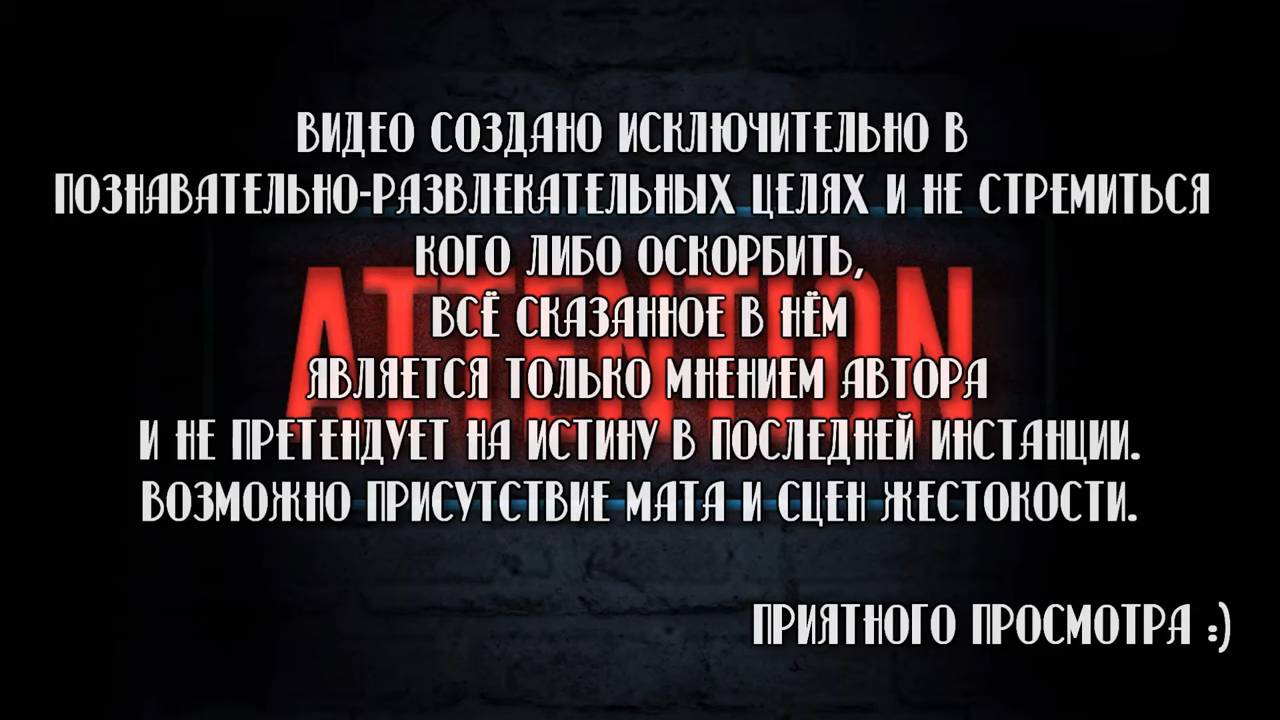 ВИДЕО СОЗДАНО ИСКЛЮЧИТЕЛЬНО В
ПОЗНАВАТЕЛЬНО-РАЗВЛЕКАТЕЛЬНЫХ ЦЕЛЯХ И НЕ СТРЕМИТЬСЯ
КОГО ЛИБО ОСКОРБИТЬ,
ATTENTION
ВСЁ СКАЗАННОЕ В НЁМ
ЯВЛЯЕТСЯ ТОЛЬКО МНЕНИЕМ АВТОРА
И НЕ ПРЕТЕНДУЕТ НА ИСТИНУ В ПОСЛЕДНЕЙ ИНСТАНЦИИ.
ВОЗМОЖНО ПРИСУТСТВИЕ МАТА И СЦЕН ЖЕСТОКОСТИ.
ПРИЯТНОГО ПРОСМОТРА :)